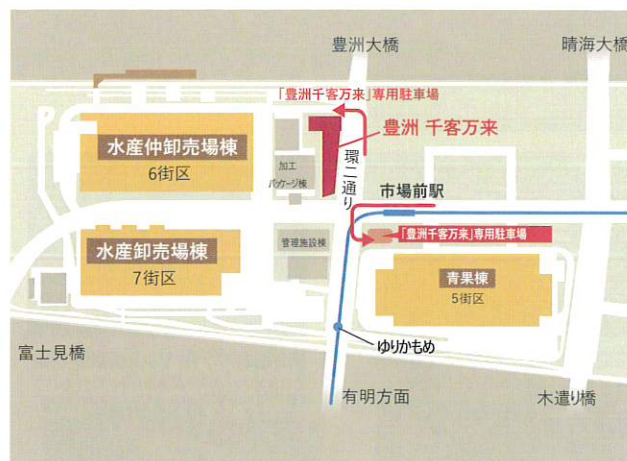 豊洲大橋
晴海大橋
「豊洲千客万来」専用駐車場
豊洲 千客万来
水産仲卸売場棟
6街区
加工
パッケージ棟
環二通り
市場前駅
「豊洲千客万来」専用駐車場
水産卸売場棟
7街区
管理施設棟
青果棟
5街区
富士見橋
ゆりかもめ
有明方面
木遣り橋